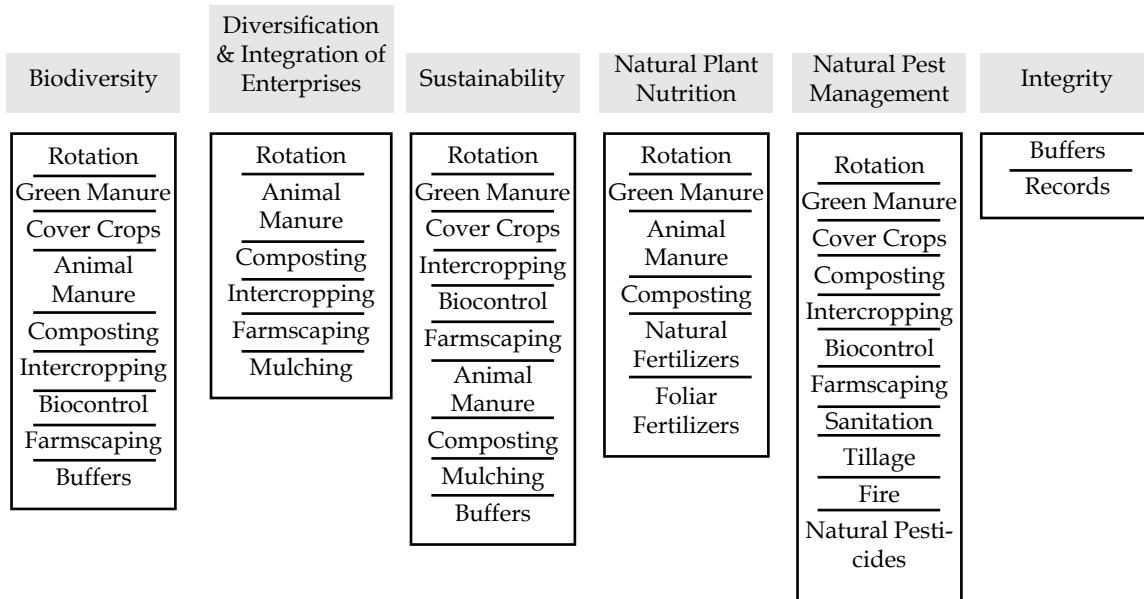 Biodiversity
Diversification
& Integration of
Enterprises
Sustainability
Natural Plant
Nutrition
Natural Pest
Management
Integrity
Rotation
Green Manure
Cover Crops
Animal
Manure
Composting
Intercropping
Biocontrol
Farmscaping
Buffers
Rotation
Animal
Manure
Composting
Intercropping
Farmscaping
Mulching
Rotation
Green Manure
Cover Crops
Intercropping
Biocontrol
Farmscaping
Animal
Manure
Composting
Mulching
Buffers
Rotation
Green Manure
Animal
Manure
Composting
Natural
Fertilizers
Foliar
Fertilizers
Rotation
Green Manure
Cover Crops
Composting
Intercropping
Biocontrol
Farmscaping
Sanitation
Tillage
Fire
Natural Pesti-
cides
Buffers
Records